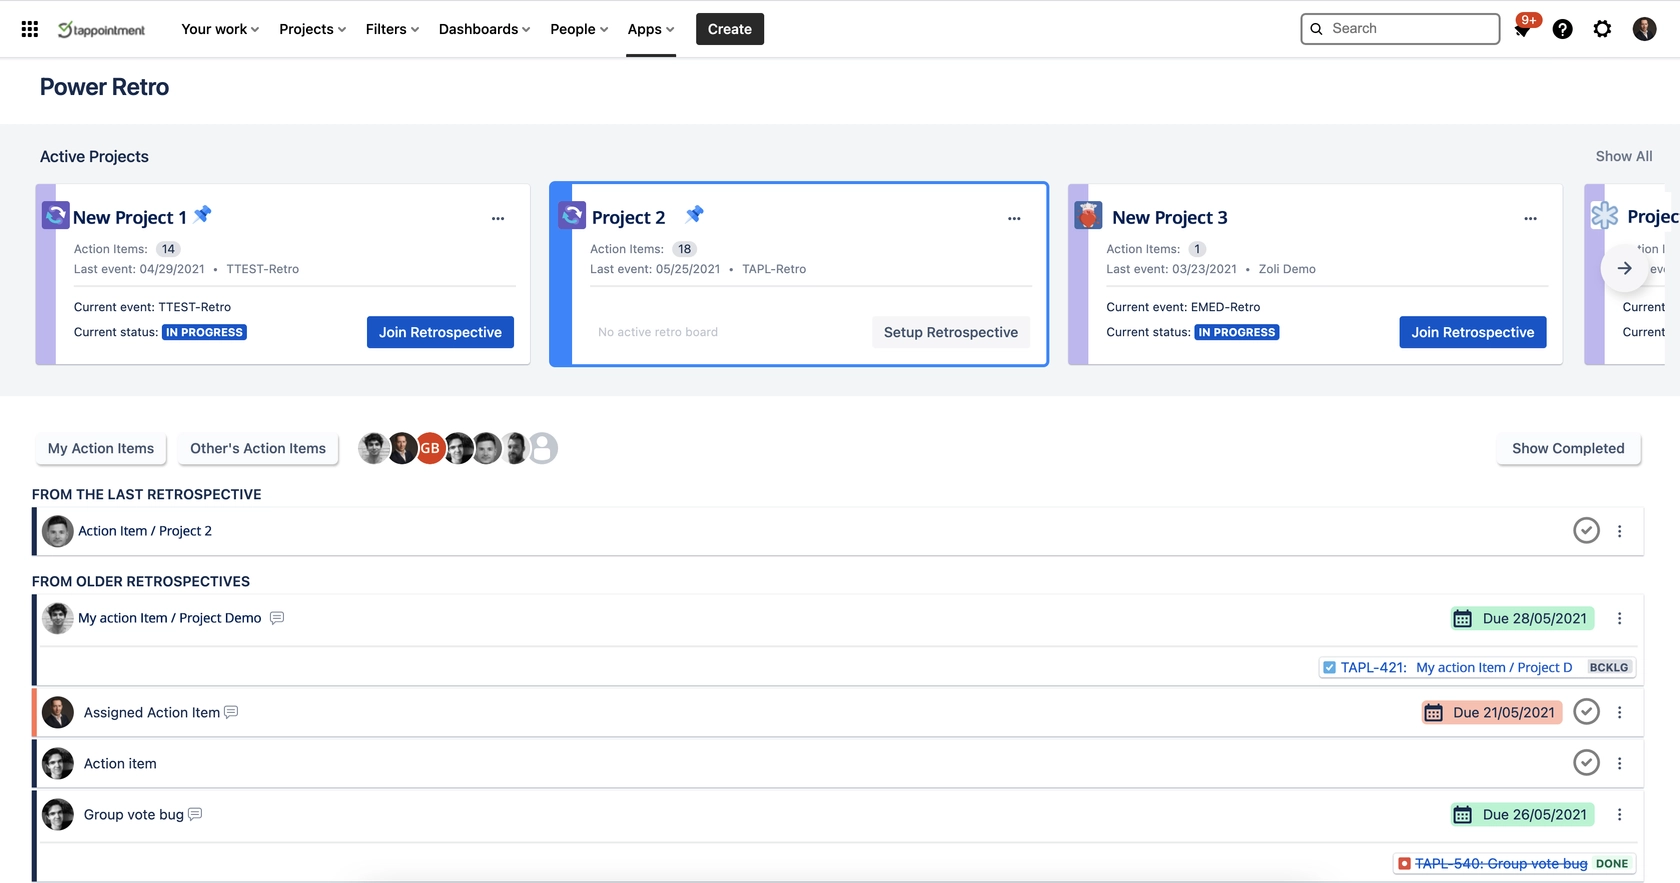 tappointment Your work Projects Filters Dashboards People Apps Create Search 9+
Power Retro
Active Projects Show All
New Project 1
Action Items: 14
Last event: 04/29/2021 • TTEST-Retro
Current event: TTEST-Retro
Current status: IN PROGRESS Join Retrospective
Project 2
Action Items: 18
Last event: 05/25/2021 • TAPL-Retro
No active retro board Setup Retrospective
New Project 3
Action Items: 1
Last event: 03/23/2021 • Zoli Demo
Current event: EMED-Retro
Current status: IN PROGRESS Join Retrospective
Projec
Current
Current
My Action Items Other's Action Items GB Show Completed
FROM THE LAST RETROSPECTIVE
Action Item / Project 2
FROM OLDER RETROSPECTIVES
My action Item / Project Demo Due 28/05/2021
TAPL-421: My action Item / Project D BCKLG
Assigned Action Item Due 21/05/2021
Action item
Group vote bug Due 26/05/2021
TAPL-540: Group vote bug DONE